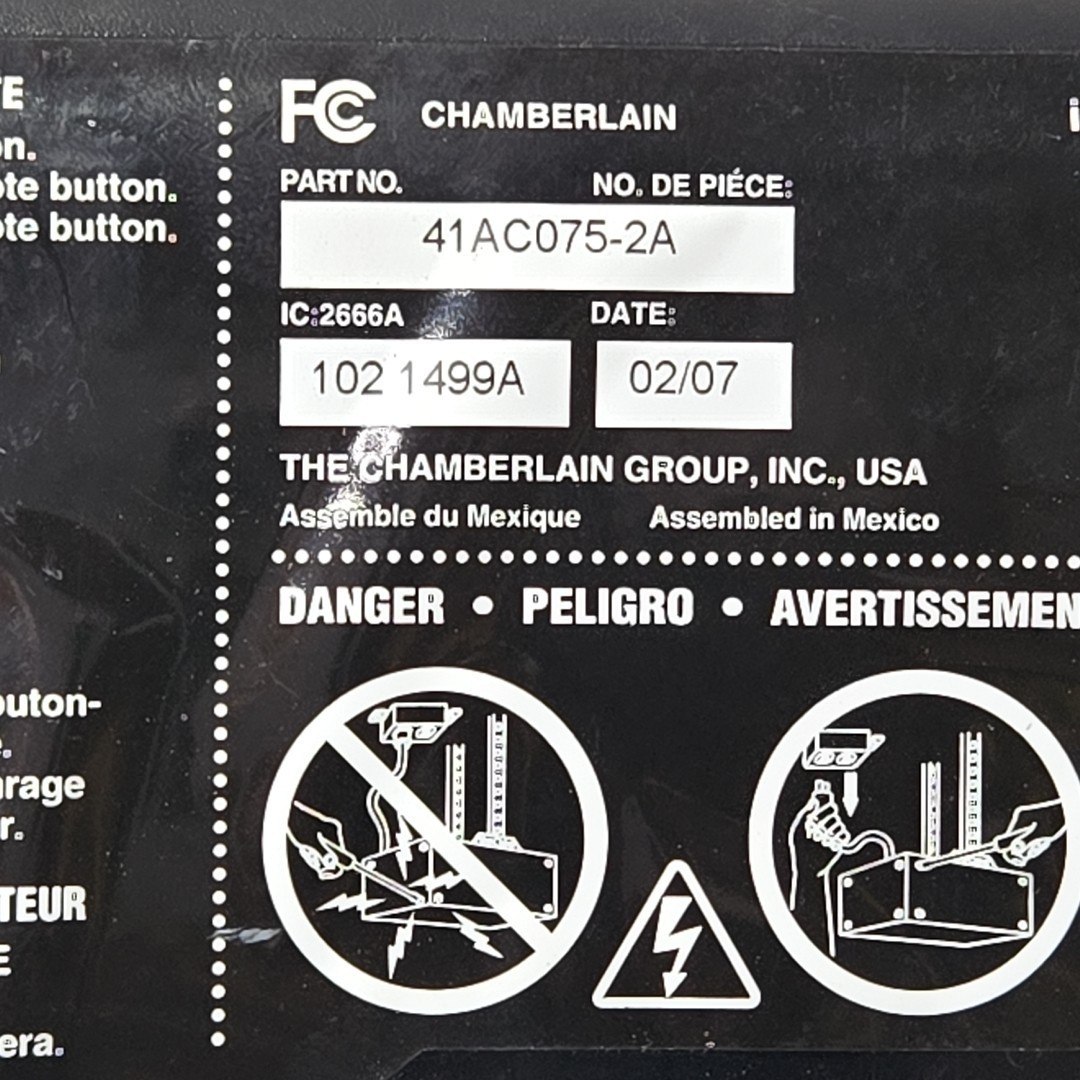 FC CHAMBERLAIN
PART NO. NO. DE PIÉCE:
41AC075-2A
IC:2666A DATE:
102 1499A 02/07
THE CHAMBERLAIN GROUP, INC., USA
Assemble du Mexique Assembled in Mexico
DANGER • PELIGRO • AVERTISSEMEN
on.
ote button.
ote button.
outon-
arage
r.
TEUR
E
era.